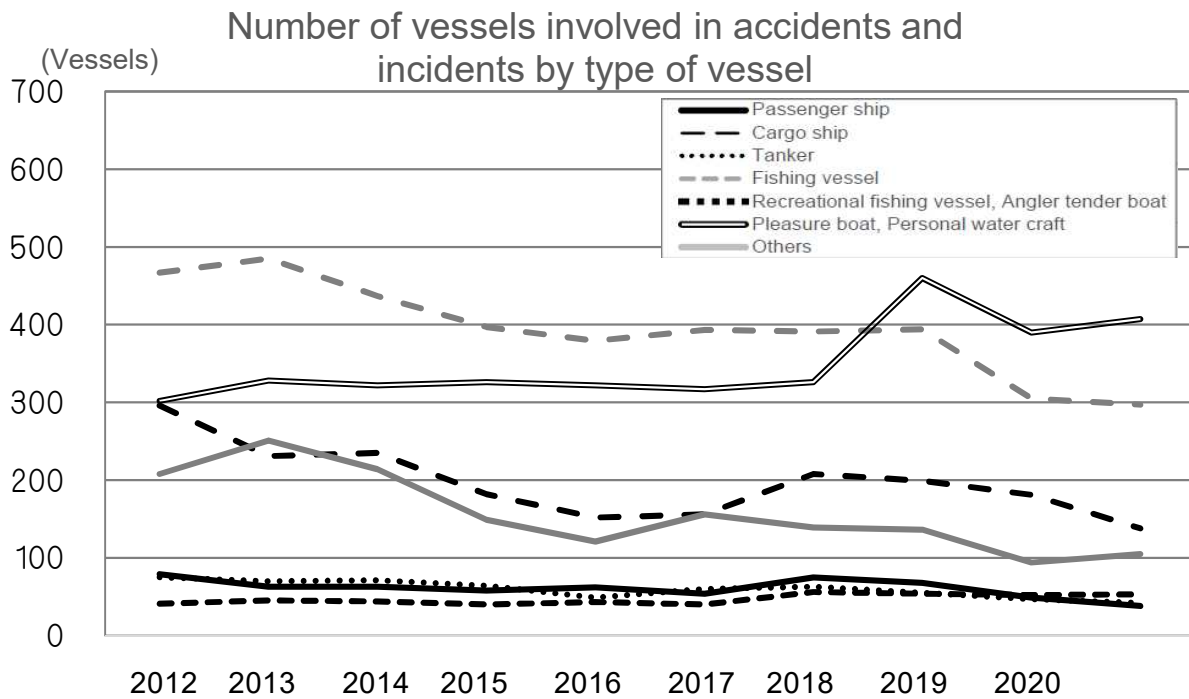 Number of vessels involved in accidents and
(Vessels)
incidents by type of vessel
700
600
500
400
300
200
100
0
Passenger ship
Cargo ship
Tanker
Fishing vessel
Recreational fishing vessel, Angler tender boat
Pleasure boat, Personal water craft
Others
2012 2013 2014 2015 2016 2017 2018 2019 2020